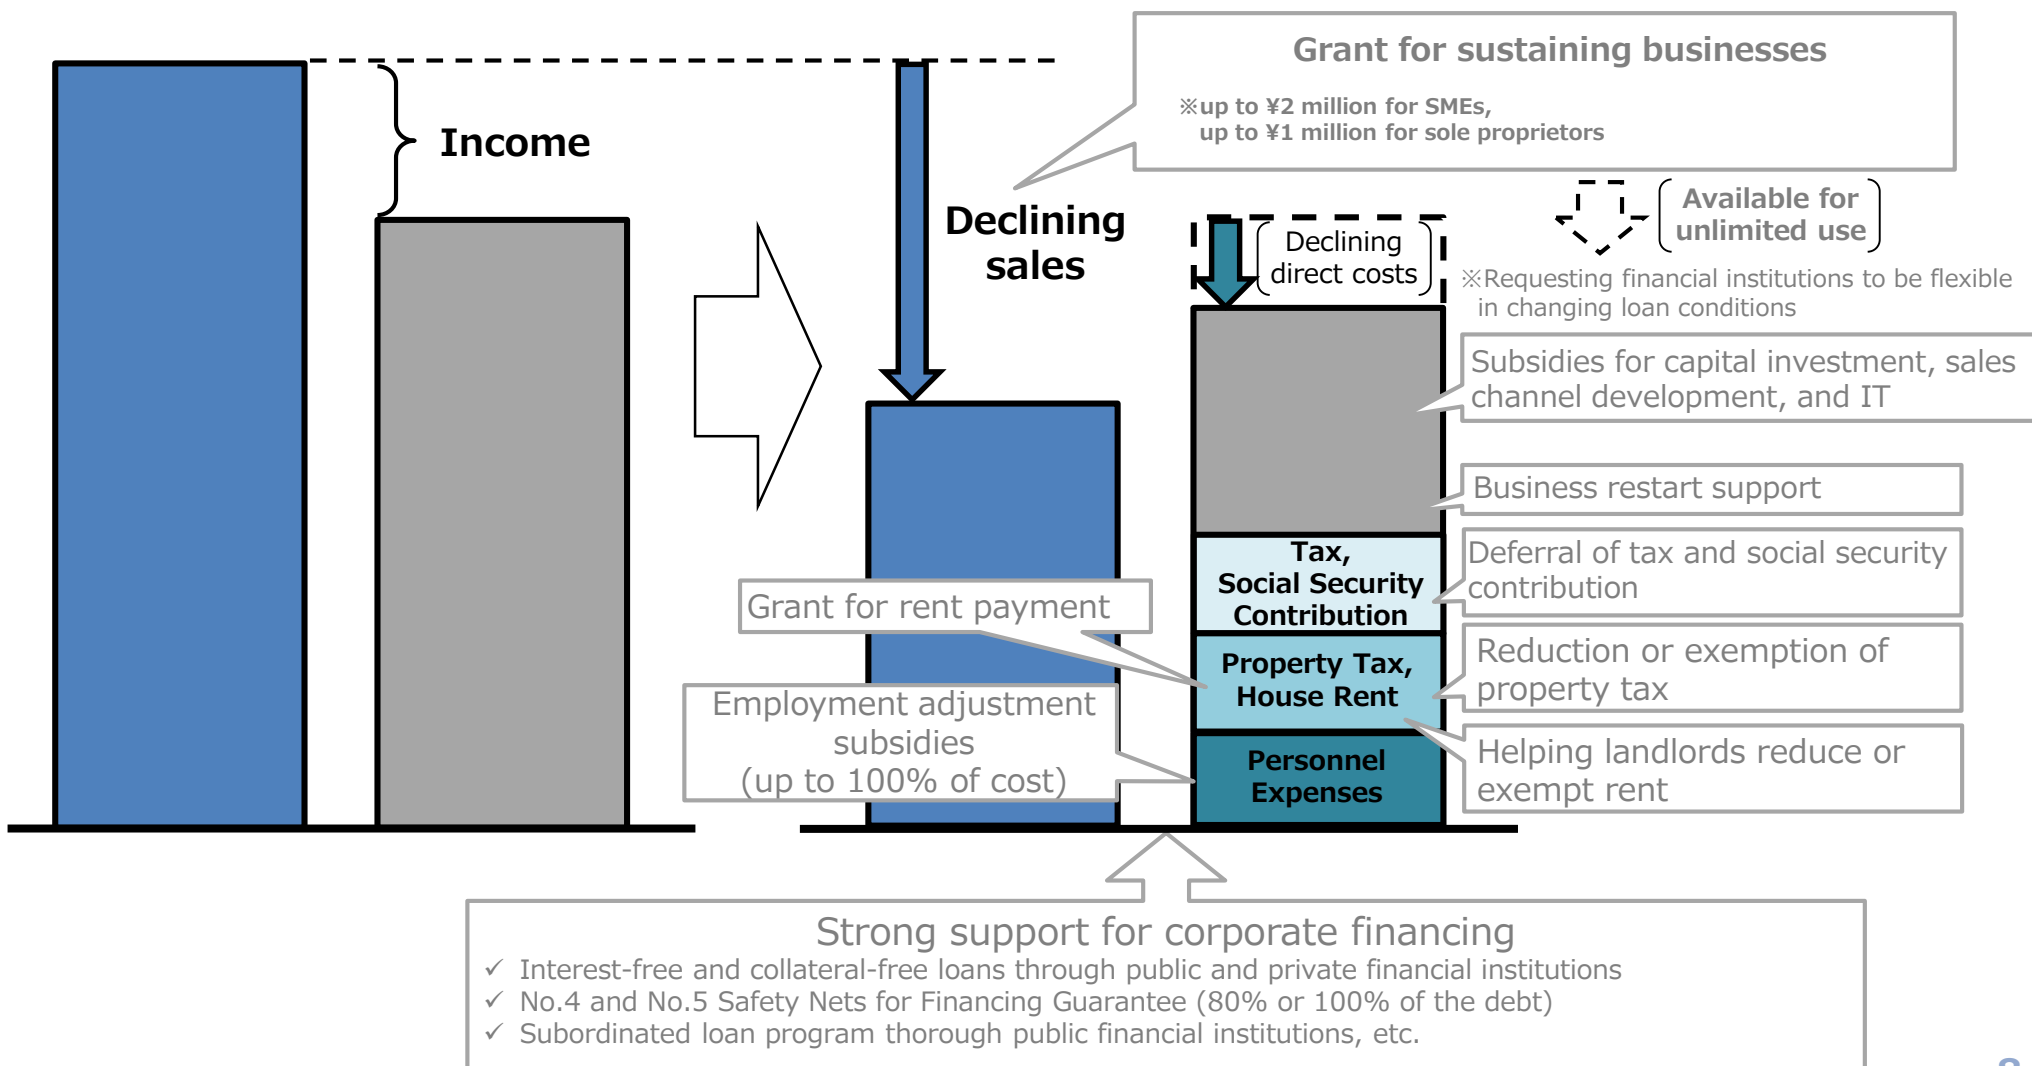 Grant for sustaining businesses
※up to ¥2 million for SMEs,
up to ¥1 million for sole proprietors
Income
Declining
sales
Available for
unlimited use
Declining
direct costs
※Requesting financial institutions to be flexible
in changing loan conditions
Subsidies for capital investment, sales
channel development, and IT
Business restart support
Tax,
Social Security
Contribution
Deferral of tax and social security
contribution
Grant for rent payment
Property Tax,
House Rent
Reduction or exemption of
property tax
Employment adjustment
subsidies
(up to 100% of cost)
Personnel
Expenses
Helping landlords reduce or
exempt rent
Strong support for corporate financing
✓ Interest-free and collateral-free loans through public and private financial institutions
✓ No.4 and No.5 Safety Nets for Financing Guarantee (80% or 100% of the debt)
✓ Subordinated loan program thorough public financial institutions, etc.